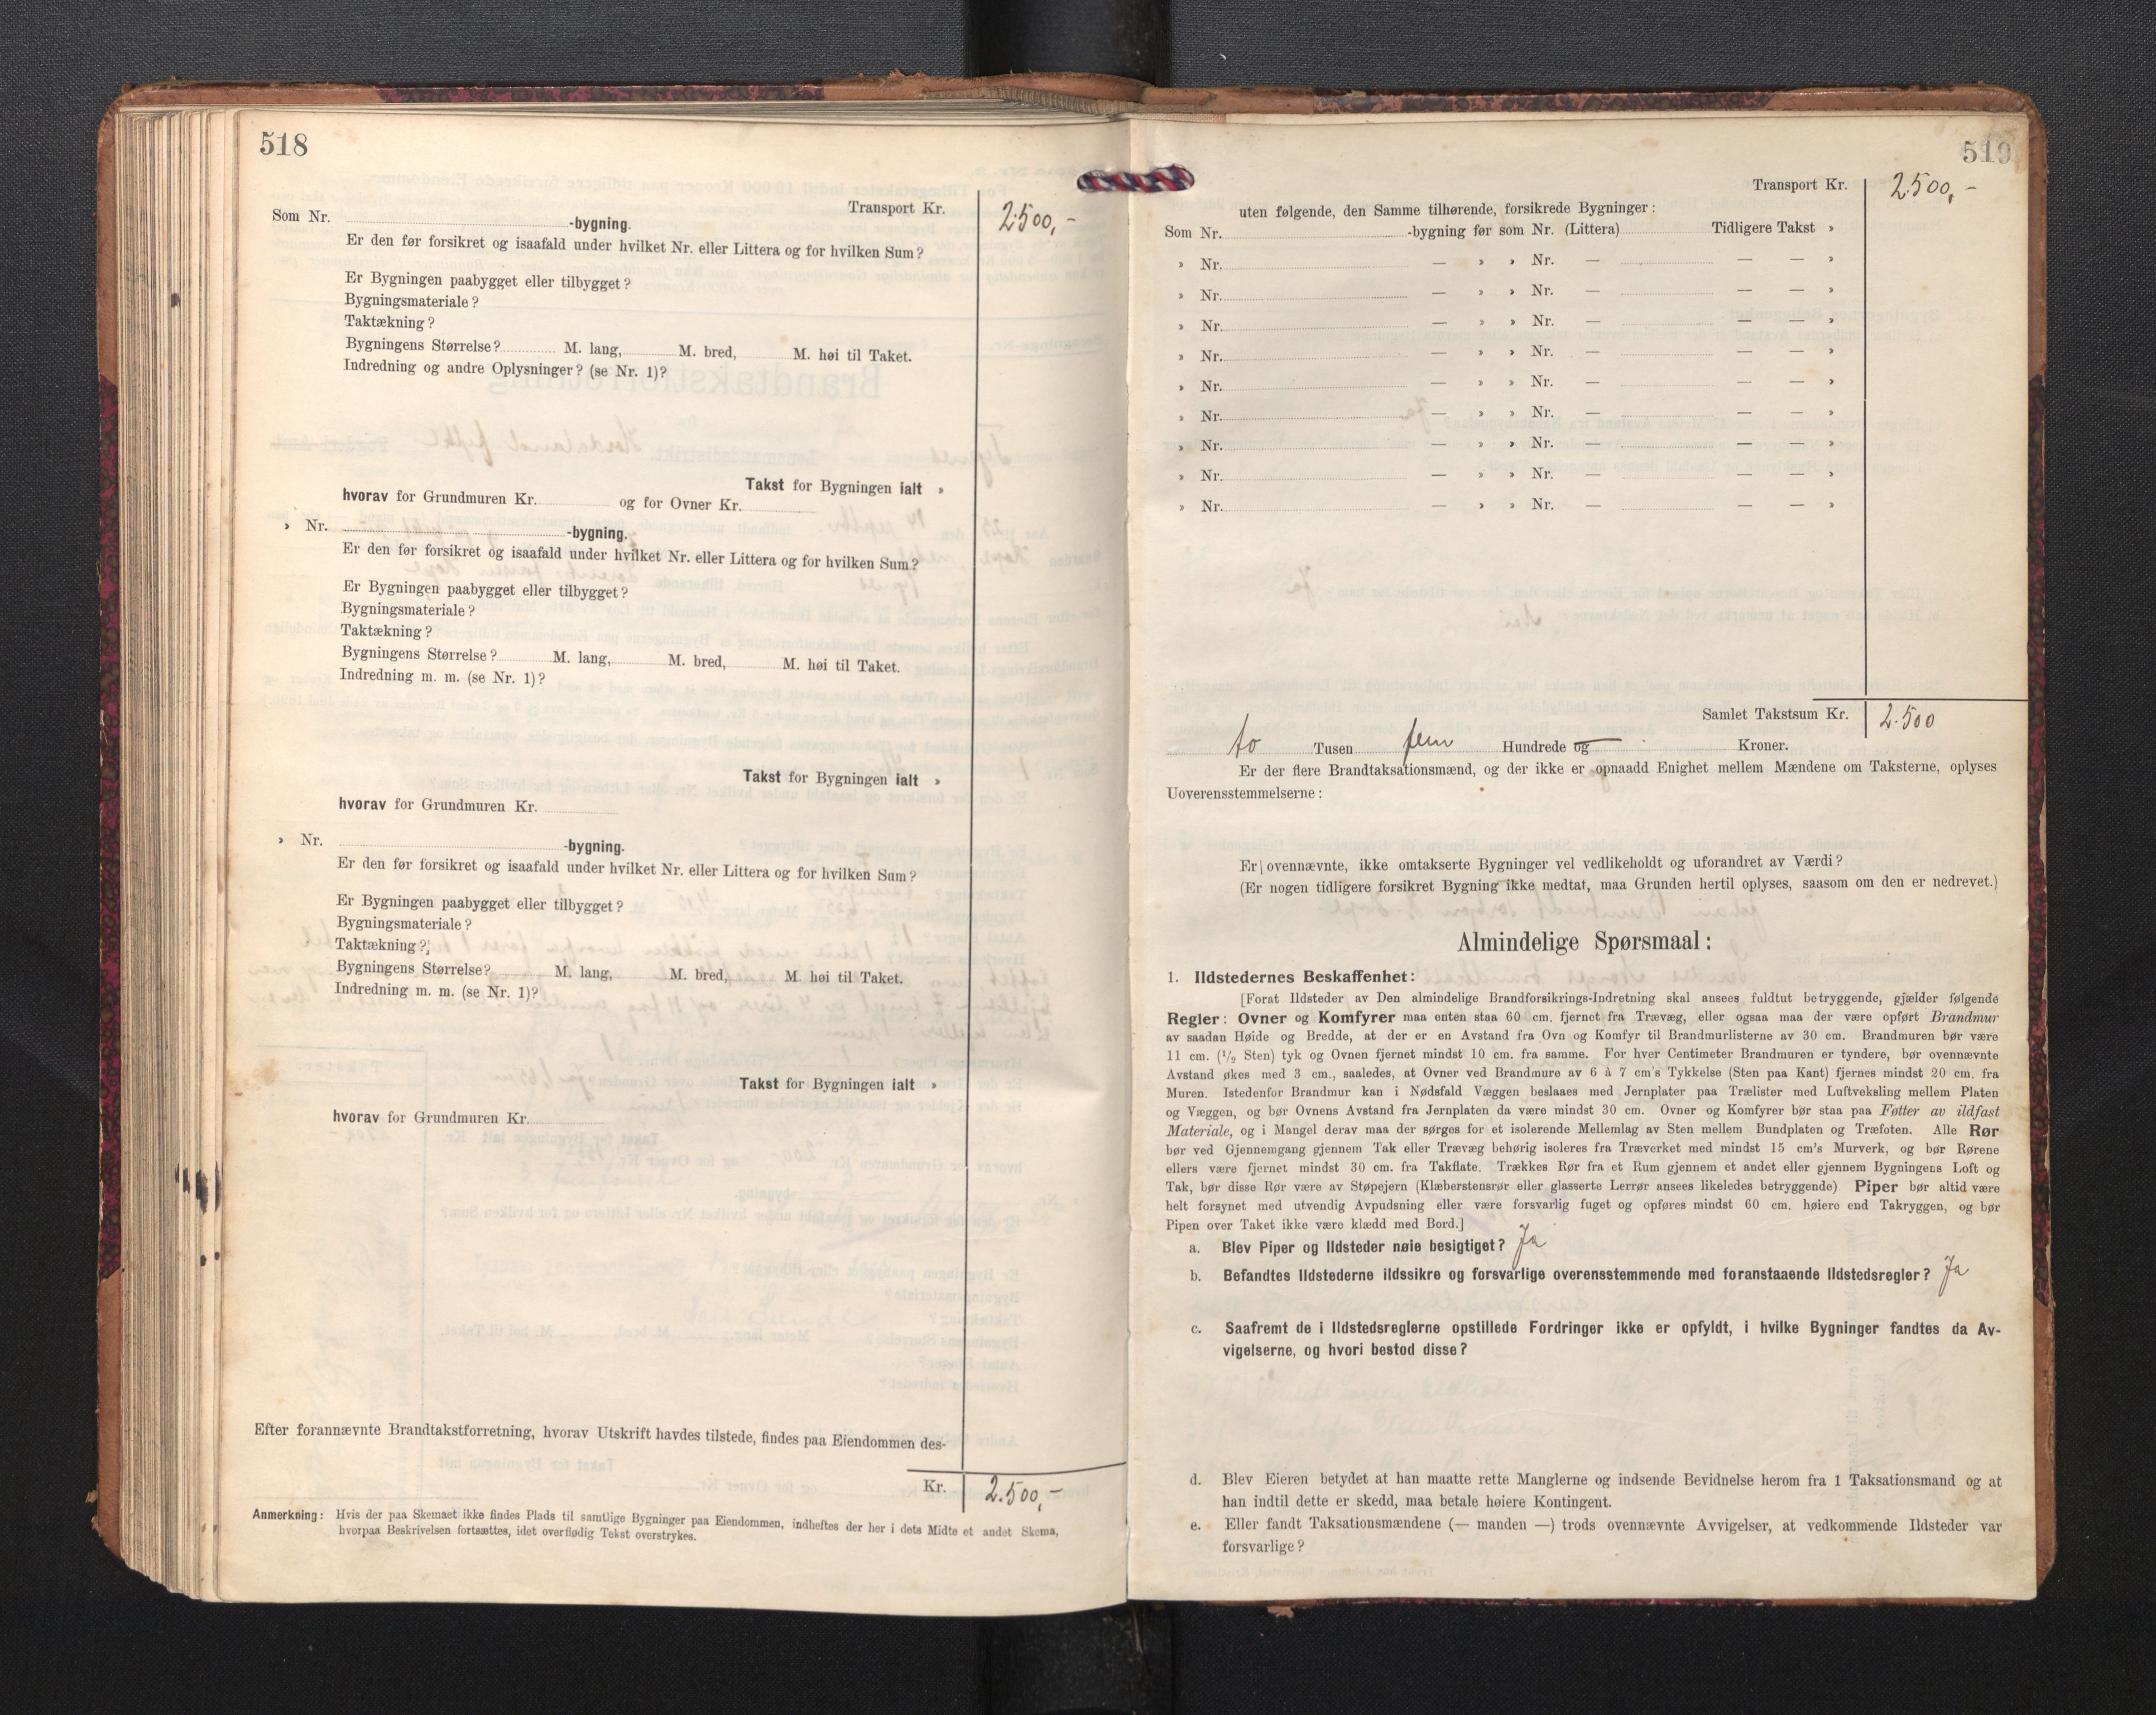 518
Transport Kr. 2.500,-
Som Nr. -bygning.
Er den før forsikret og isaafald under hvilket Nr. eller Littera og for hvilken Sum?
Er Bygningen paabygget eller tilbygget?
Bygningsmateriale?
Taktækning?
Bygningens Størrelse? M. lang, M. bred, M. høi til Taket.
Indredning og andre Oplysninger? (se Nr. 1)?
Takst for Bygningen ialt »
hvorav for Grundmuren Kr. og for Ovner Kr.
» Nr. -bygning.
Er den før forsikret og isaafald under hvilket Nr. eller Littera og for hvilken Sum?
Er Bygningen paabygget eller tilbygget?
Bygningsmateriale?
Taktækning?
Bygningens Størrelse? M. lang, M. bred, M. høi til Taket.
Indredning m. m. (se Nr. 1)?
Takst for Bygningen ialt »
hvorav for Grundmuren Kr.
» Nr. -bygning.
Er den før forsikret og isaafald under hvilket Nr. eller Littera og for hvilken Sum?
Er Bygningen paabygget eller tilbygget?
Bygningsmateriale?
Taktækning?
Bygningens Størrelse? M. lang, M. bred, M. høi til Taket.
Indredning m. m. (se Nr. 1)?
Takst for Bygningen ialt »
hvorav for Grundmuren Kr.
Efter forannævnte Brandtakstforretning, hvorav Utskrift havdes tilstede, findes paa Eiendommen des-
Kr. 2.500,-
Anmerkning: Hvis der paa Skemaet ikke findes Plads til samtlige Bygninger paa Eiendommen, indheftes der her i dets Midte et andet Skema,
hvorpaa Beskrivelsen fortsættes, idet overflødig Tekst overstrykes.
519
Transport Kr. 2.500,-
uten følgende, den Samme tilhørende, forsikrede Bygninger:
Som Nr. -bygning før som Nr. (Littera) Tidligere Takst »
» Nr. — » » Nr. — — — »
» Nr. — » » Nr. — — — »
» Nr. — » » Nr. — — — »
» Nr. — » » Nr. — — — »
» Nr. — » » Nr. — — — »
» Nr. — » » Nr. — — — »
» Nr. — » » Nr. — — — »
» Nr. — » » Nr. — — — »
» Nr. — » » Nr. — — — »
Samlet Takstsum Kr. 2.500
to Tusen fem Hundrede og Kroner.
Er der flere Brandtaksationsmænd, og der ikke er opnaadd Enighet mellem Mændene om Taksterne, oplyses
Uoverensstemmelserne:
Er ovennævnte, ikke omtakserte Bygninger vel vedlikeholdt og uforandret av Værdi?
(Er nogen tidligere forsikret Bygning ikke medtat, maa Grunden hertil oplyses, saasom om den er nedrevet.)
Almindelige Spørsmaal:
1. Ildstedernes Beskaffenhet:
[Forat Ildsteder av Den almindelige Brandforsikrings-Indretning skal ansees fuldtut betryggende, gjælder følgende
Regler: Ovner og Komfyrer maa enten staa 60 cm. fjernet fra Trævæg, eller ogsaa maa der være opført Brandmur
av saadan Høide og Bredde, at der er en Avstand fra Ovn og Komfyr til Brandmurlisterne av 30 cm. Brandmuren bør være
11 cm. (1/2 Sten) tyk og Ovnen fjernet mindst 10 cm. fra samme. For hver Centimeter Brandmuren er tyndere, bør ovennævnte
Avstand økes med 3 cm., saaledes, at Ovner ved Brandmure av 6 à 7 cm's Tykkelse (Sten paa Kant) fjernes mindst 20 cm. fra
Muren. Istedenfor Brandmur kan i Nødsfald Væggen beslaaes med Jernplater paa Trælister med Luftveksling mellem Platen
og Væggen, og bør Ovnens Avstand fra Jernplaten da være mindst 30 cm. Ovner og Komfyrer bør staa paa Føtter av ildfast
Materiale, og i Mangel derav maa der sørges for et isolerende Mellemlag av Sten mellem Bundplaten og Træfoten. Alle Rør
bør ved Gjennemgang gjennem Tak eller Trævæg behørig isoleres fra Træverket med mindst 15 cm's Murverk, og bør Rørene
ellers være fjernet mindst 30 cm. fra Takflate. Trækkes Rør fra et Rum gjennem et andet eller gjennem Bygningens Loft og
Tak, bør disse Rør være av Støpejern (Klæberstensrør eller glasserte Lerrør ansees likeledes betryggende) Piper bør altid være
helt forsynet med utvendig Avpudsning eller være forsvarlig fuget og opføres mindst 60 cm. høiere end Takryggen, og bør
Pipen over Taket ikke være klædd med Bord.]
a. Blev Piper og Ildsteder nøie besigtiget? Ja
b. Befandtes Ildstederne ildssikre og forsvarlige overensstemmende med foranstaaende Ildstedsregler? Ja
c. Saafremt de i Ildstedsreglerne opstillede Fordringer ikke er opfyldt, i hvilke Bygninger fandtes da Av-
vigelserne, og hvori bestod disse?
d. Blev Eieren betydet at han maatte rette Manglerne og indsende Bevidnelse herom fra 1 Taksationsmand og at
han indtil dette er skedd, maa betale høiere Kontingent.
e. Eller fandt Taksationsmændene (— manden —) trods ovennævnte Avvigelser, at vedkommende Ildsteder var
forsvarlige?